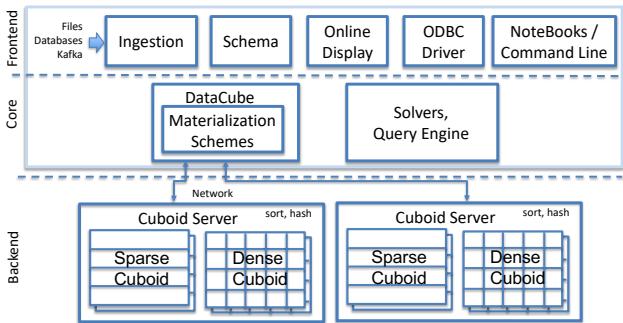 Frontend
Files
Databases
Kafka
Ingestion
Schema
Online
Display
ODBC
Driver
NoteBooks /
Command Line
Core
DataCube
Materialization
Schemes
Solvers,
Query Engine
Network
Backend
Cuboid Server
sort, hash
Sparse
Cuboid
Dense
Cuboid
Cuboid Server
sort, hash
Sparse
Cuboid
Dense
Cuboid